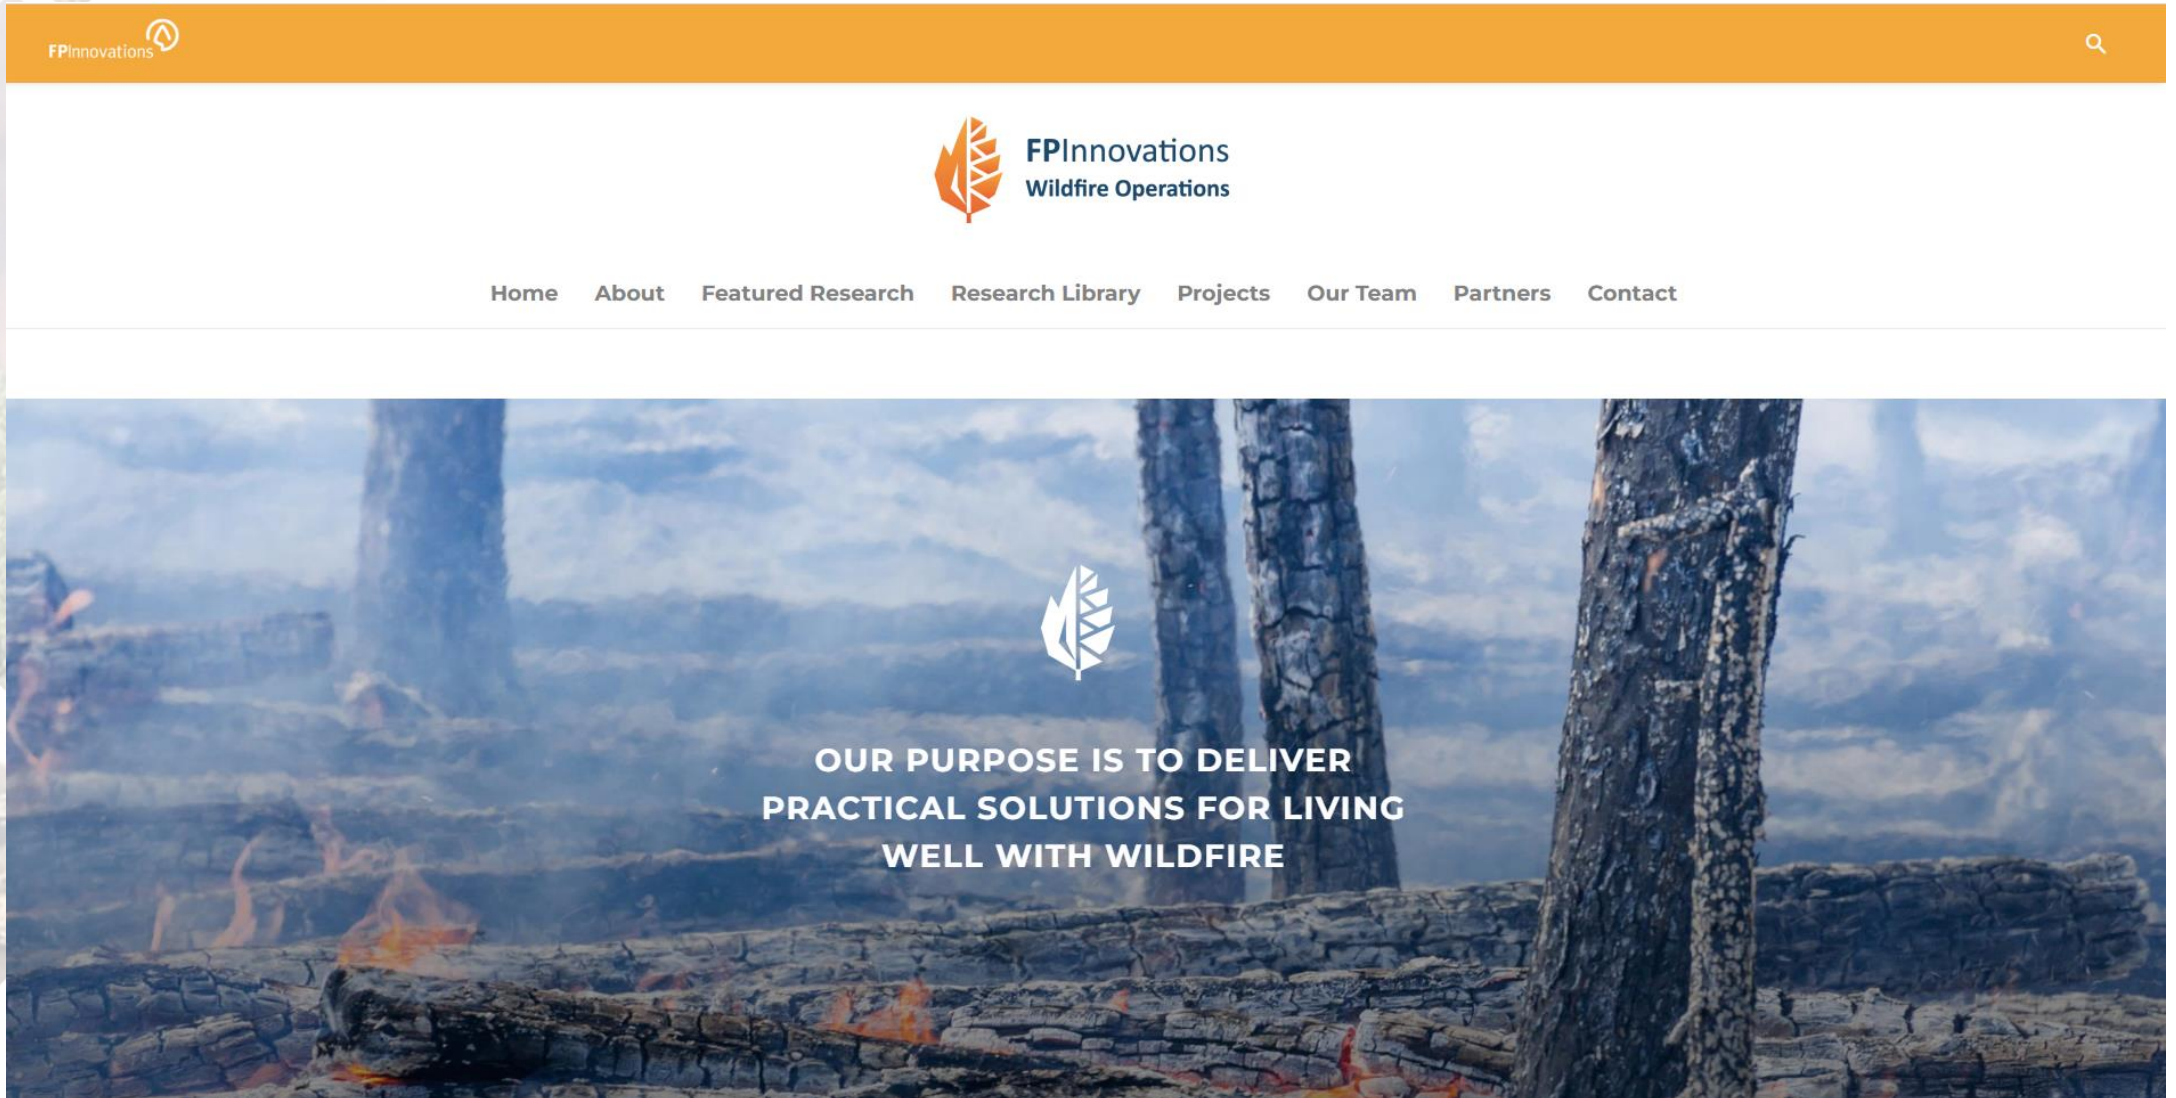 FPInnovations
FPInnovations
Wildfire Operations
Home About Featured Research Research Library Projects Our Team Partners Contact
OUR PURPOSE IS TO DELIVER
PRACTICAL SOLUTIONS FOR LIVING
WELL WITH WILDFIRE